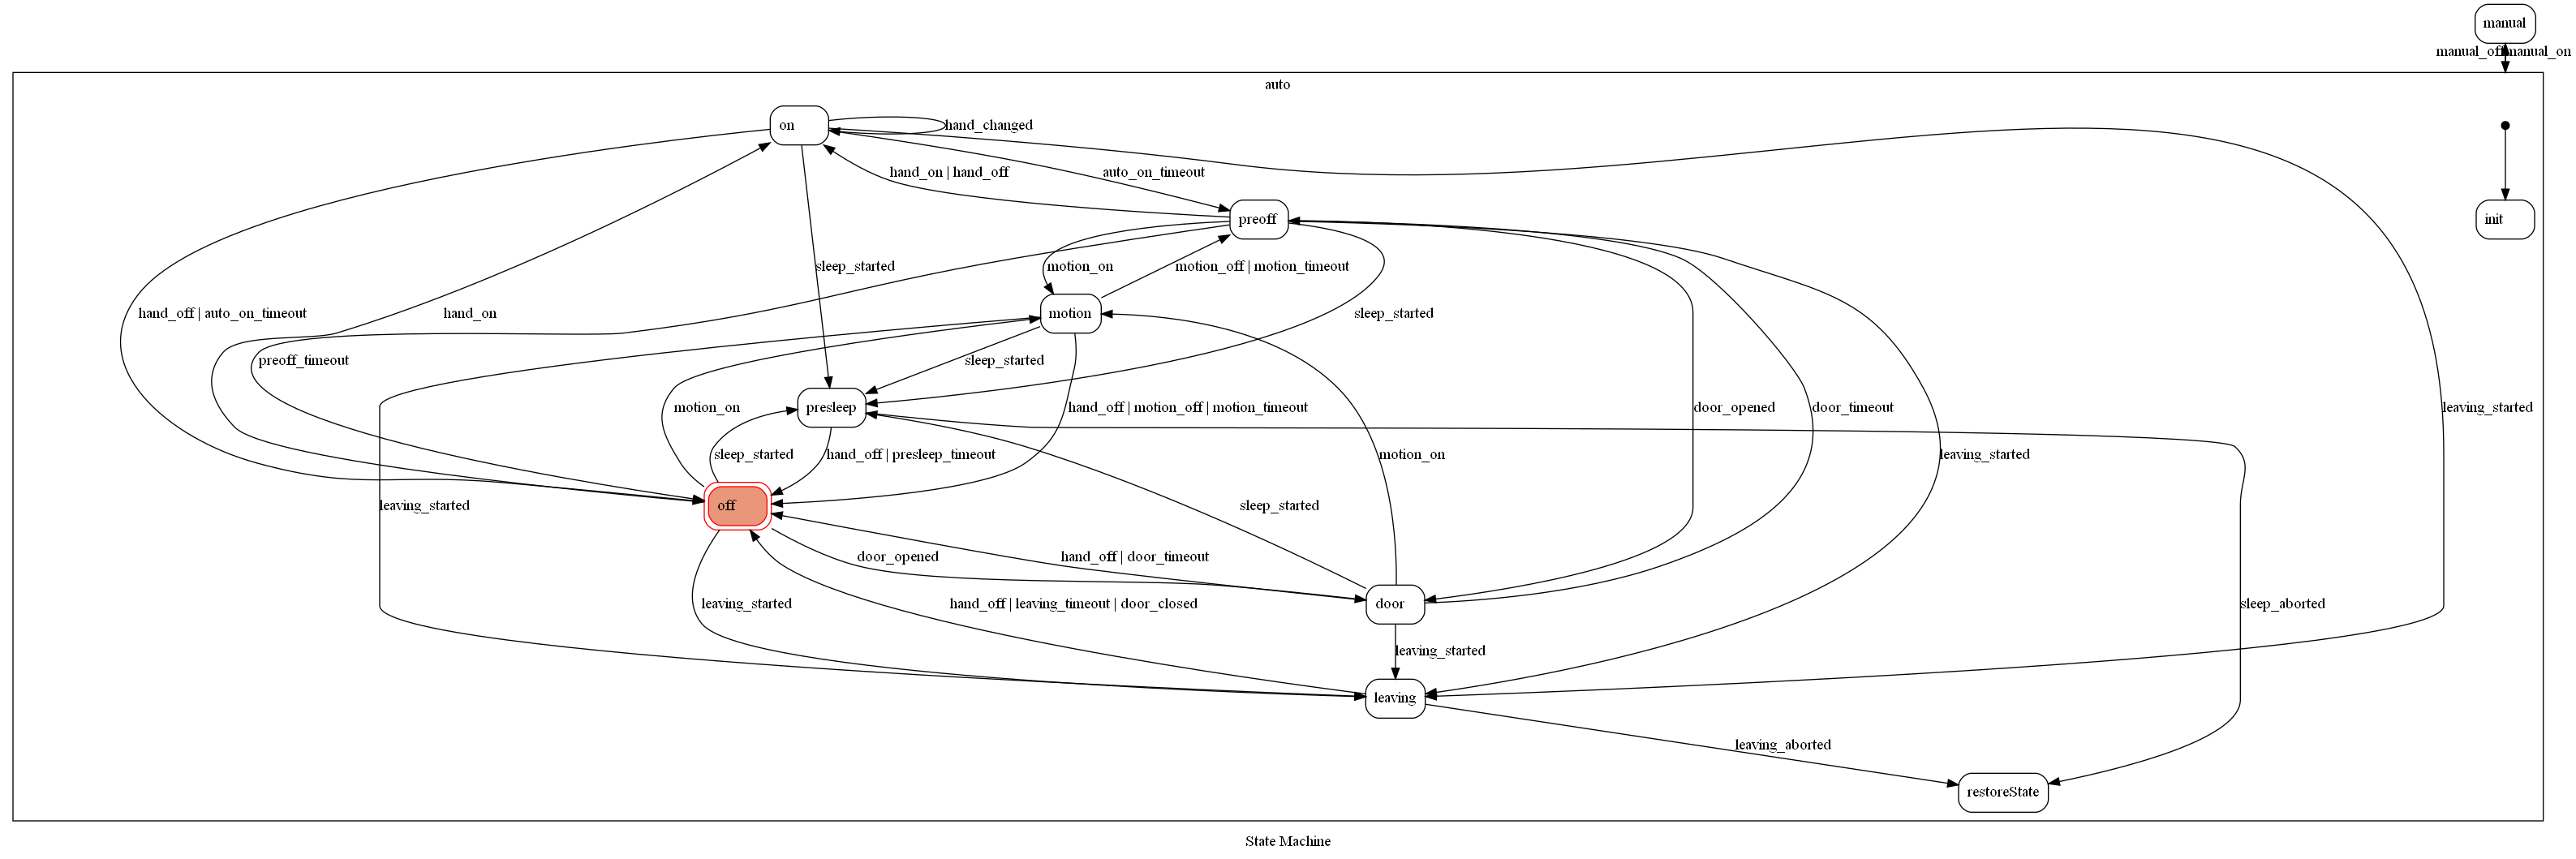 manual
manual_off
manual_on
auto
on
hand_changed
hand_on | hand_off
auto_on_timeout
preoff
init
sleep_started
motion_on
motion_off | motion_timeout
hand_off | auto_on_timeout
hand_on
motion
sleep_started
preoff_timeout
sleep_started
motion_on
presleep
hand_off | motion_off | motion_timeout
door_opened
door_timeout
leaving_started
sleep_started
hand_off | presleep_timeout
motion_on
leaving_started
leaving_started
off
sleep_started
door_opened
hand_off | door_timeout
leaving_started
hand_off | leaving_timeout | door_closed
door
sleep_aborted
leaving_started
leaving
leaving_aborted
restoreState
State Machine